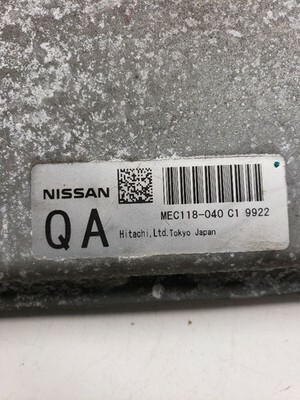 NISSAN
MEC118-040 C1 9922
QA
Hitachi,Ltd.Tokyo Japan